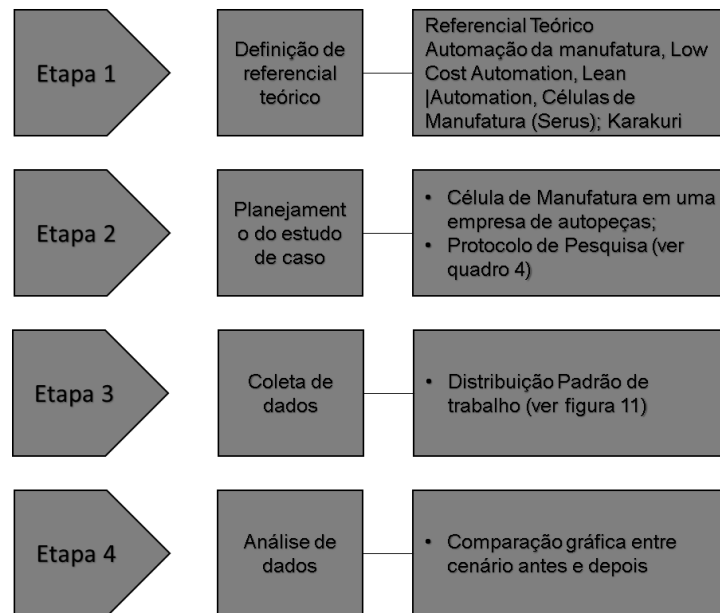 Etapa 1
Definição de
referencial
teórico
Referencial Teórico
Automação da manufatura, Low
Cost Automation, Lean
|Automation, Células de
Manufatura (Serus); Karakuri
Etapa 2
Planejament
o do estudo
de caso
• Célula de Manufatura em uma
empresa de autopeças;
• Protocolo de Pesquisa (ver
quadro 4)
Etapa 3
Coleta de
dados
• Distribuição Padrão de
trabalho (ver figura 11)
Etapa 4
Análise de
dados
• Comparação gráfica entre
cenário antes e depois